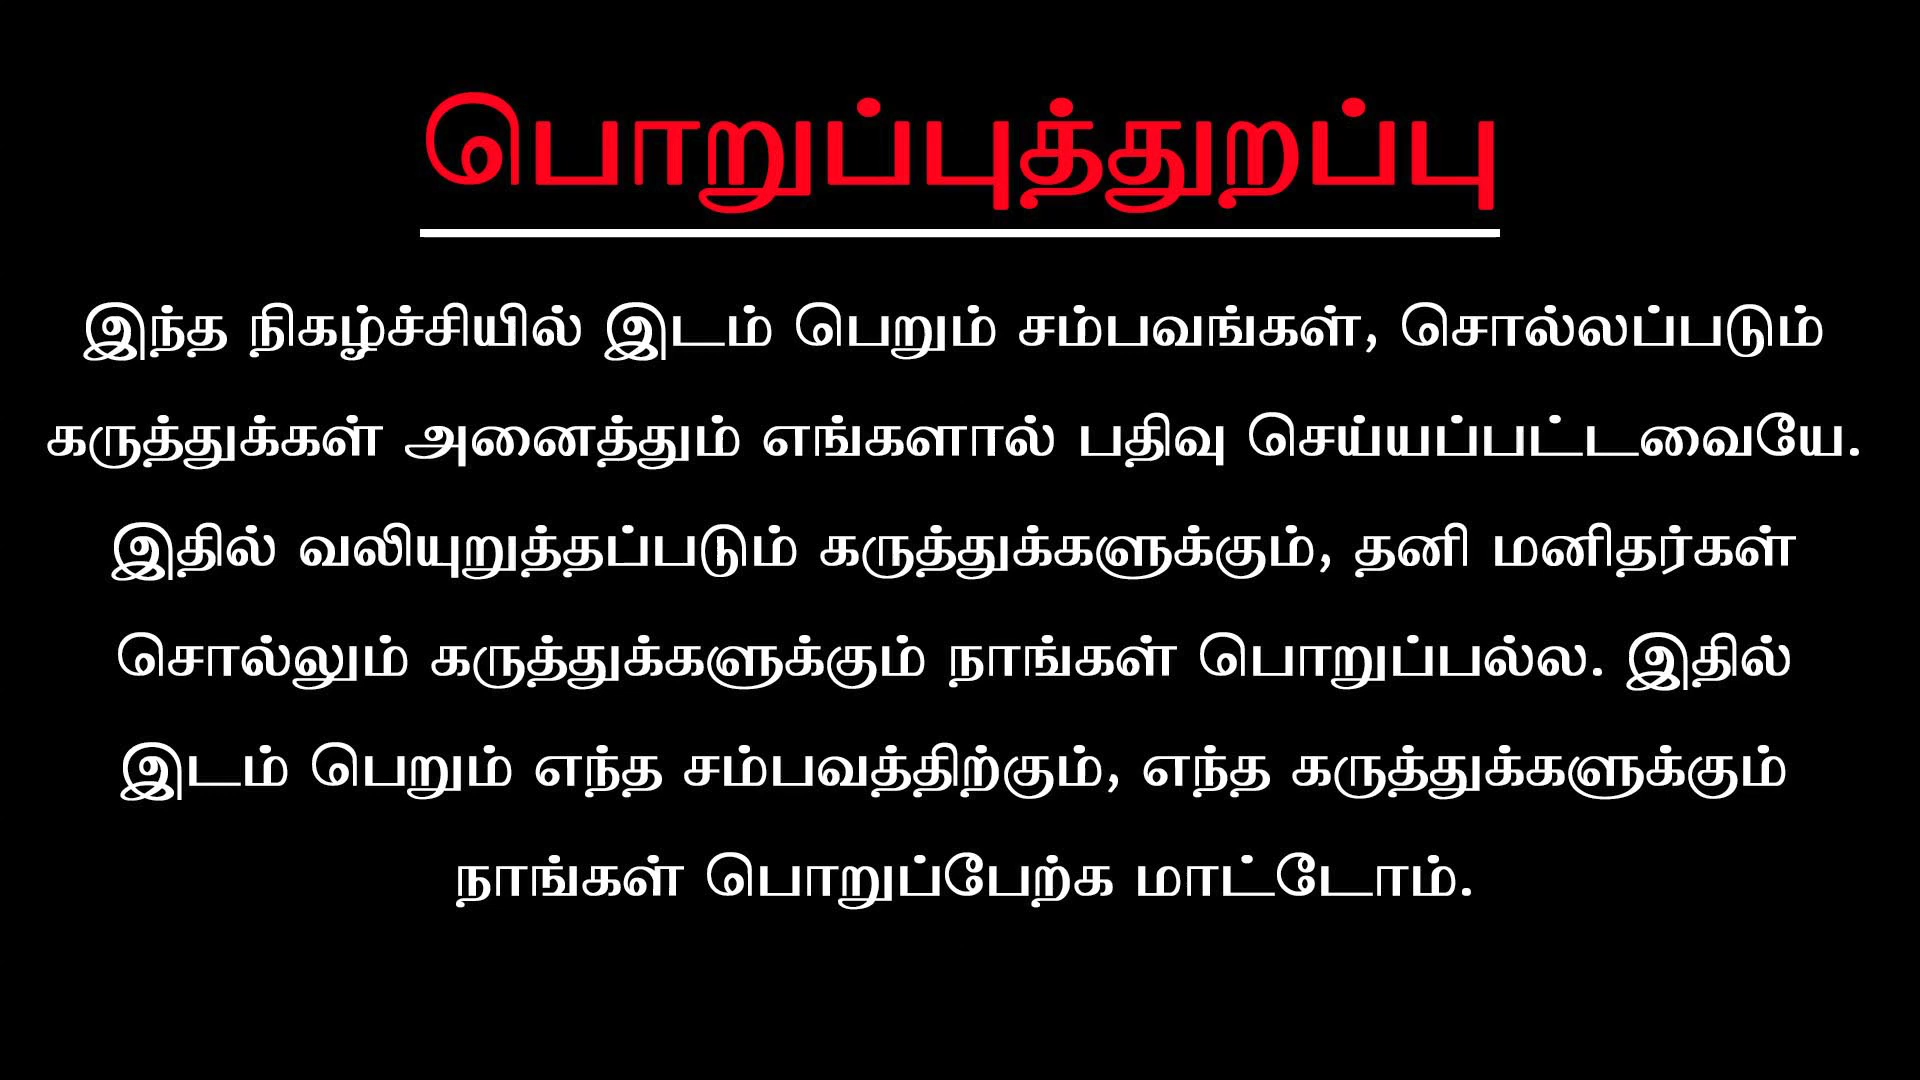 பொறுப்புத்துறப்பு
இந்த நிகழ்ச்சியில் இடம் பெறும் சம்பவங்கள், சொல்லப்படும்
கருத்துக்கள் அனைத்தும் எங்களால் பதிவு செய்யப்பட்டவையே.
இதில் வலியுறுத்தப்படும் கருத்துக்களுக்கும், தனி மனிதர்கள்
சொல்லும் கருத்துக்களுக்கும் நாங்கள் பொறுப்பல்ல. இதில்
இடம் பெறும் எந்த சம்பவத்திற்கும், எந்த கருத்துக்களுக்கும்
நாங்கள் பொறுப்பேற்க மாட்டோம்.